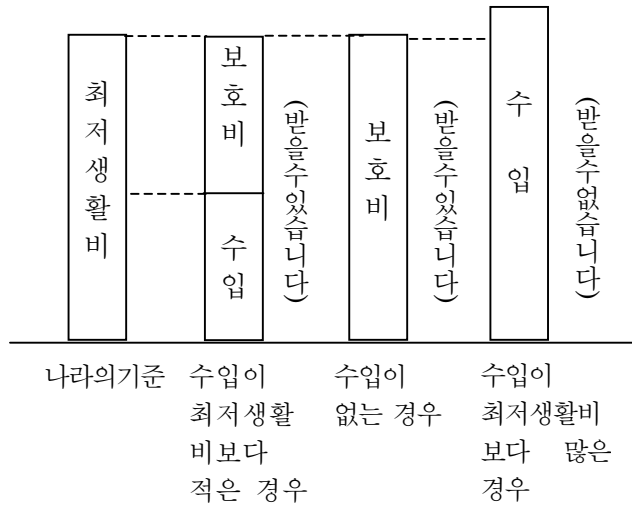 최저생활비
보호비
수입
(받을수있습니다)
보호비
(받을수있습니다)
수입
(받을수없습니다)
나라의기준
수입이
최저생활
비보다
적은 경우
수입이
없는 경우
수입이
최저생활비
보다 많은
경우